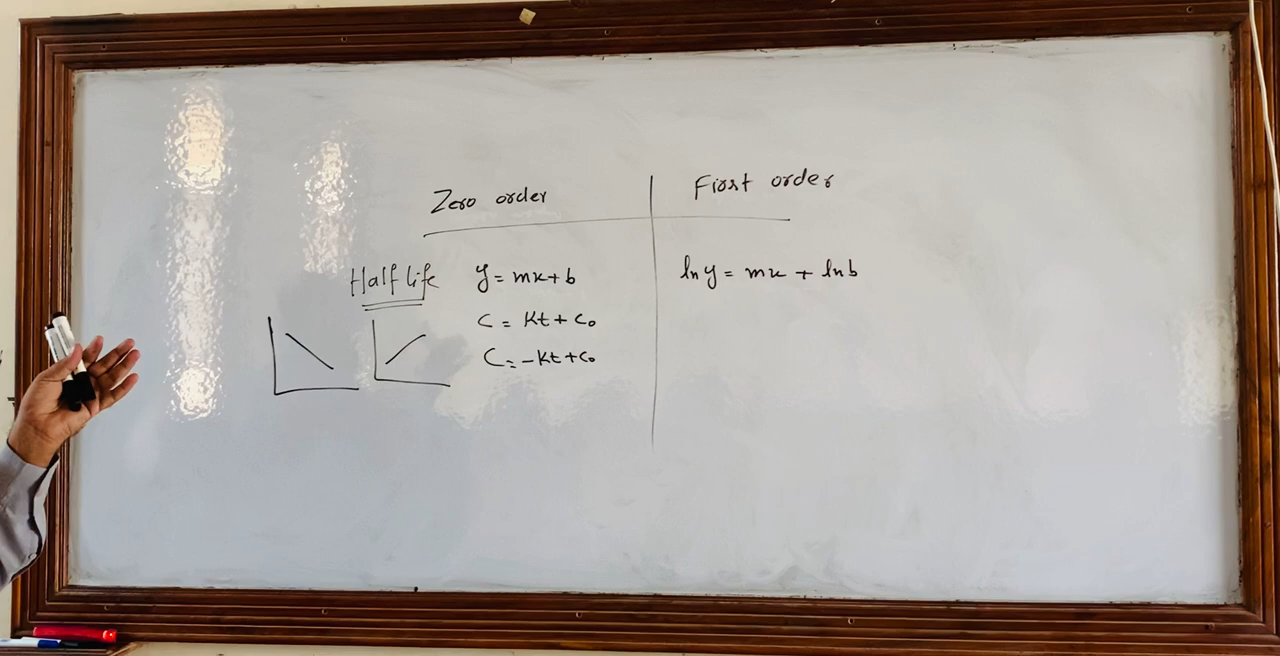 Zero order
First order
Half life
y = mx + b
C = Kt + C₀
C = -Kt + C₀
ln y = mx + ln b